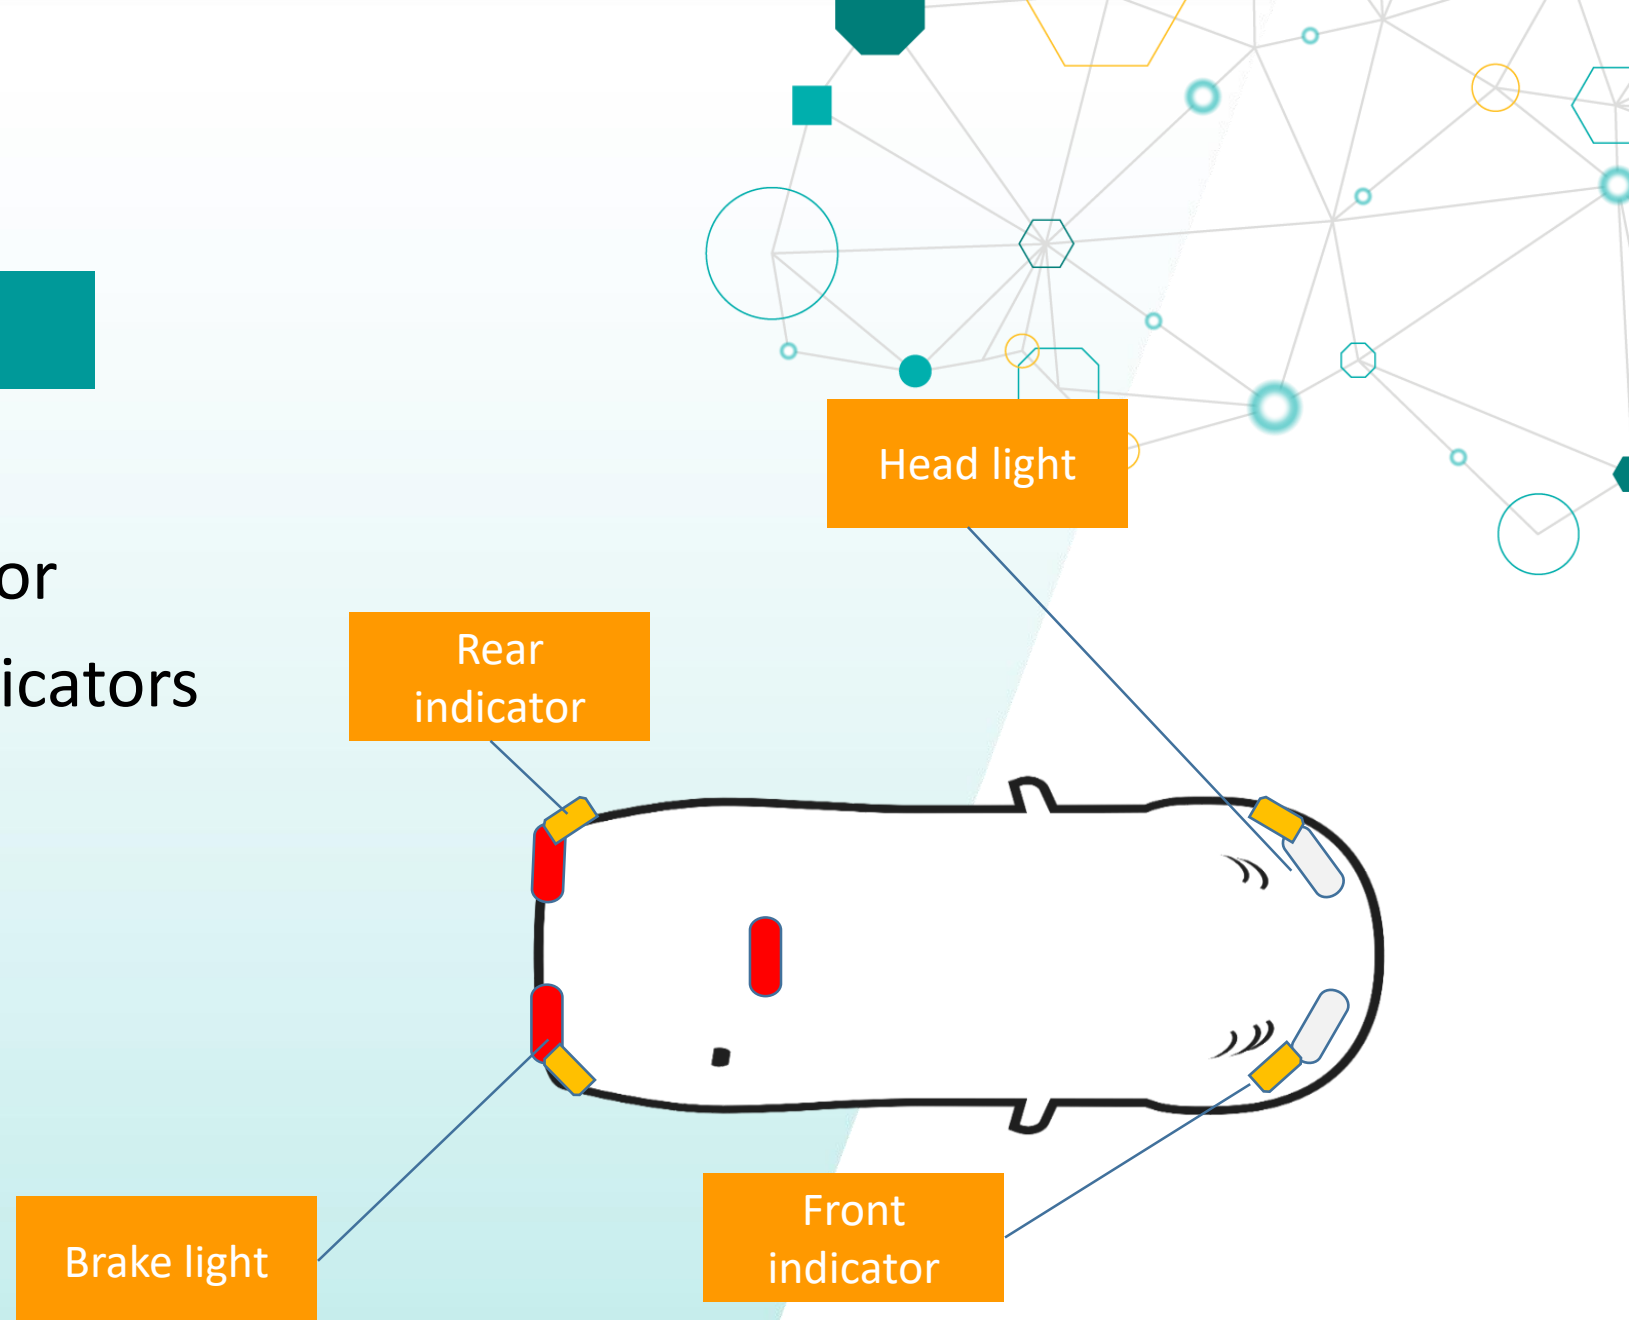 Head light
or
icators
Rear
indicator
Front
indicator
Brake light